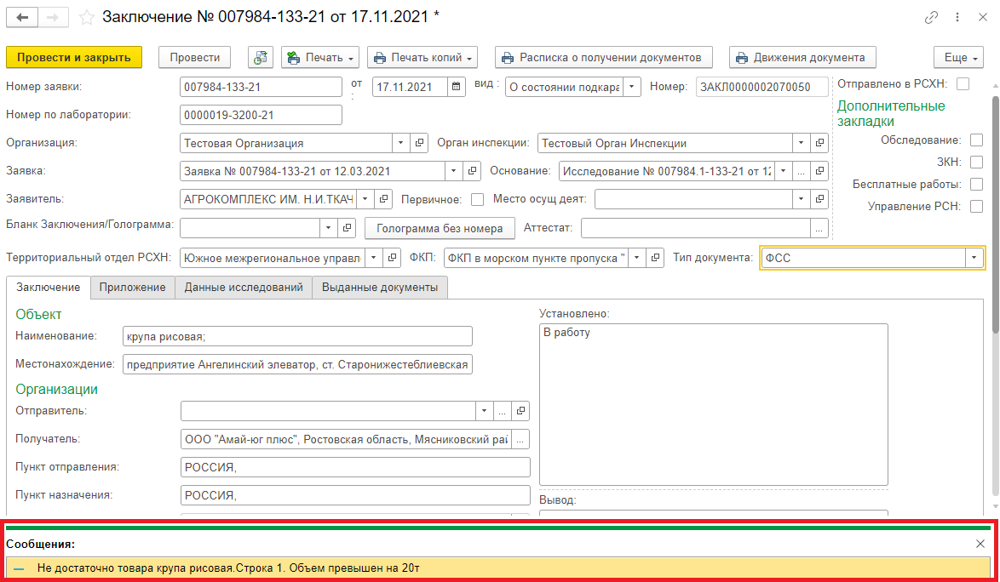 Заключение № 007984-133-21 от 17.11.2021 *
Провести и закрыть Провести Печать Печать копий Расписка о получении документов Движения документа Еще
Номер заявки: 007984-133-21 от : 17.11.2021 вид : О состоянии подкара Номер: ЗАКЛ0000002070050 Отправлено в РСХН:
Номер по лаборатории: 0000019-3200-21
Дополнительные закладки
Организация: Тестовая Организация Орган инспекции: Тестовый Орган Инспекции Обследование:
Заявка: Заявка № 007984-133-21 от 12.03.2021 Основание: Исследование № 007984.1-133-21 от 12 ... ЗКН:
Заявитель: АГРОКОМПЛЕКС ИМ. Н.И.ТКАЧ Первичное: Место осущ деят: Бесплатные работы:
Бланк Заключения/Голограмма: Голограмма без номера Аттестат: ... Управление РСН:
Территориальный отдел РСХН: Южное межрегиональное управл ФКП: ФКП в морском пункте пропуска " Тип документа: ФСС
Заключение Приложение Данные исследований Выданные документы
Объект
Наименование: крупа рисовая;
Местонахождение: предприятие Ангелинский элеватор, ст. Старонижестеблиевская
Организации
Отправитель: ...
Получатель: ООО "Амай-юг плюс", Ростовская область, Мясниковский рай ...
Пункт отправления: РОССИЯ,
Пункт назначения: РОССИЯ,
Установлено:
В работу
Вывод:
Сообщения:
Не достаточно товара крупа рисовая.Строка 1. Объем превышен на 20т